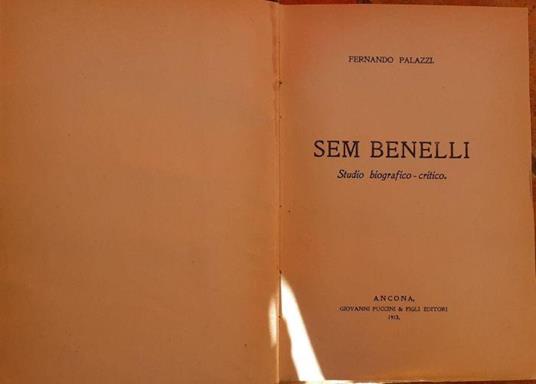 FERNANDO PALAZZI.
SEM BENELLI
Studio biografico-critico.
ANCONA,
GIOVANNI PUCCINI & FIGLI EDITORI
1913.